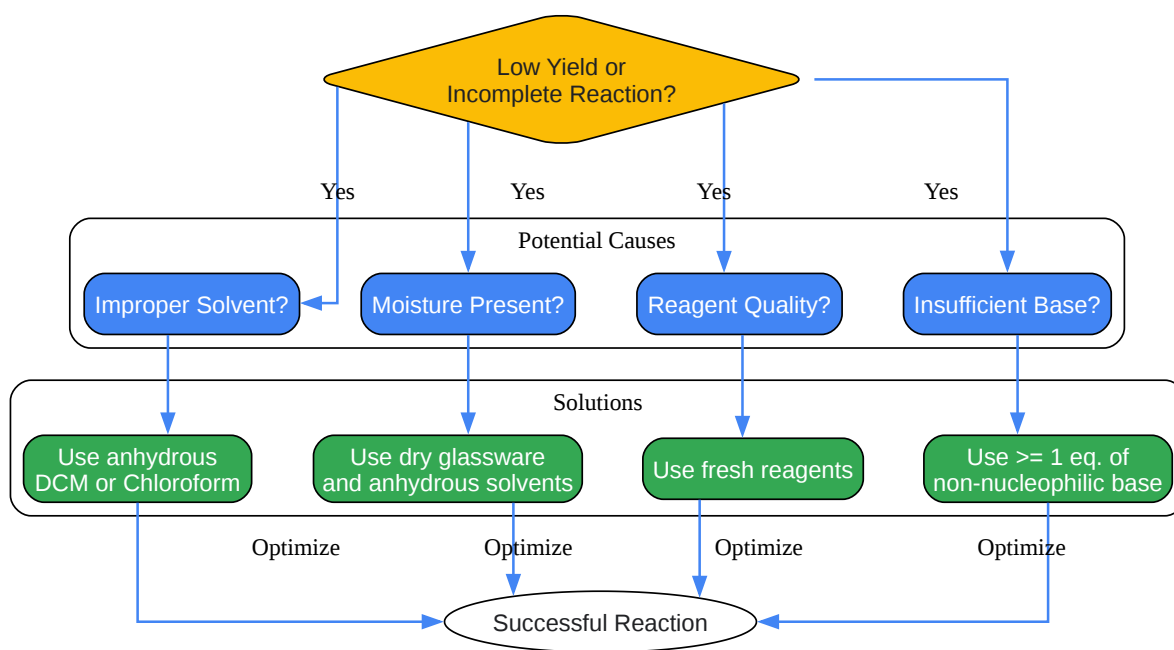 Low Yield or
Incomplete Reaction?
Yes
Yes
Yes
Yes
Potential Causes
Improper Solvent?
Moisture Present?
Reagent Quality?
Insufficient Base?
Solutions
Use anhydrous
DCM or Chloroform
Use dry glassware
and anhydrous solvents
Use fresh reagents
Use >= 1 eq. of
non-nucleophilic base
Optimize
Optimize
Optimize
Optimize
Successful Reaction